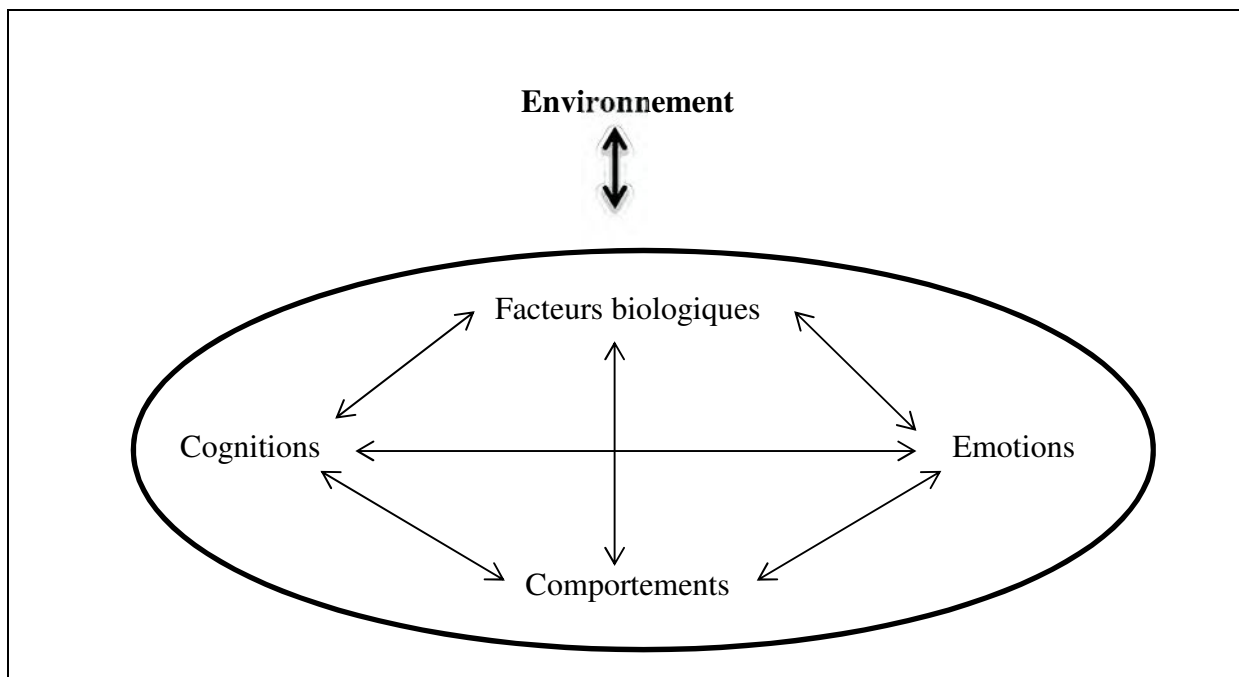 Environnement
Facteurs biologiques
Cognitions
Emotions
Comportements